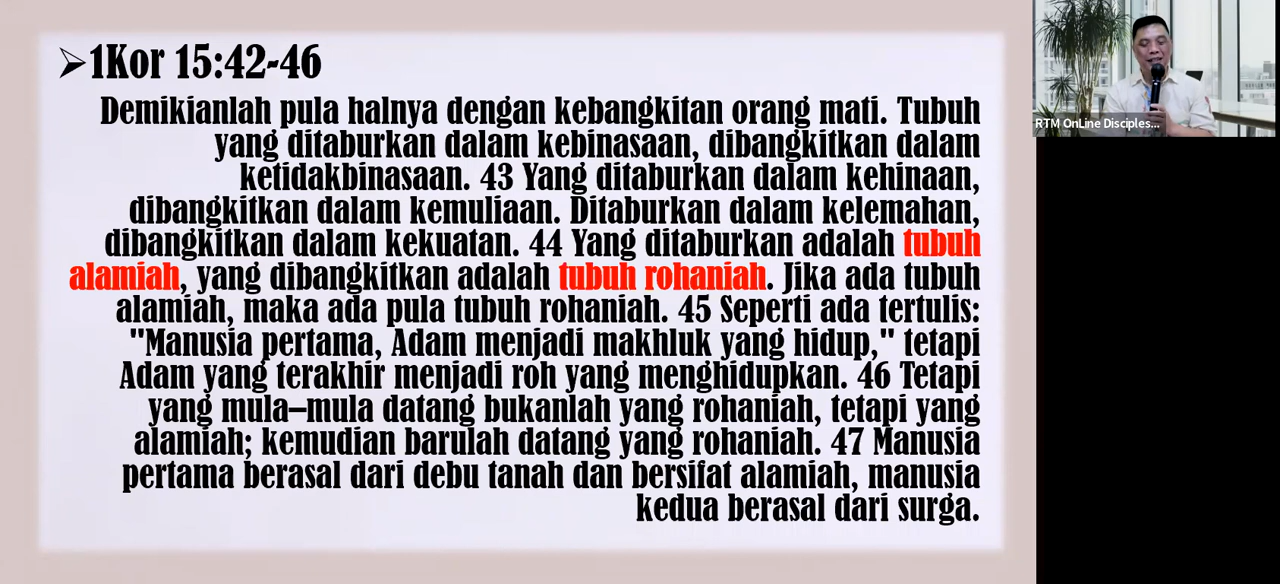 ➢1Kor 15:42-46
Demikianlah pula halnya dengan kebangkitan orang mati. Tubuh
yang ditaburkan dalam kebinasaan, dibangkitkan dalam
ketidakbinasaan. 43 Yang ditaburkan dalam kehinaan,
dibangkitkan dalam kemuliaan. Ditaburkan dalam kelemahan,
dibangkitkan dalam kekuatan. 44 Yang ditaburkan adalah tubuh
alamiah, yang dibangkitkan adalah tubuh rohaniah. Jika ada tubuh
alamiah, maka ada pula tubuh rohaniah. 45 Seperti ada tertulis:
"Manusia pertama, Adam menjadi makhluk yang hidup," tetapi
Adam yang terakhir menjadi roh yang menghidupkan. 46 Tetapi
yang mula–mula datang bukanlah yang rohaniah, tetapi yang
alamiah; kemudian barulah datang yang rohaniah. 47 Manusia
pertama berasal dari debu tanah dan bersifat alamiah, manusia
kedua berasal dari surga.
RTM OnLine Disciples...